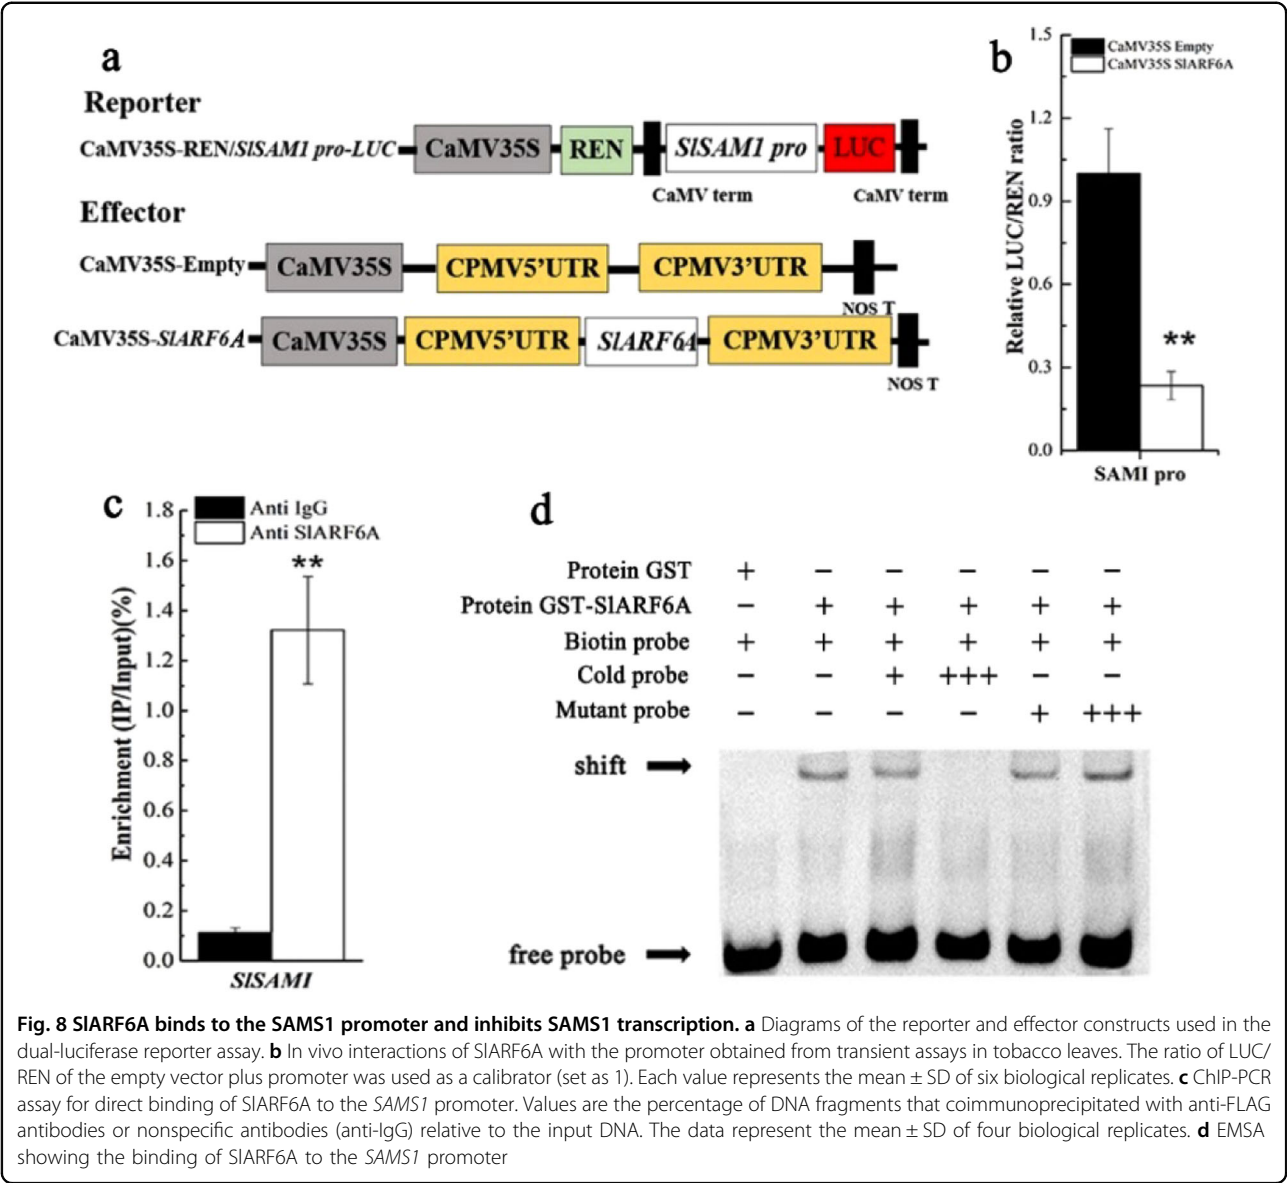 a
Reporter
CaMV35S-REN/SlSAM1 pro-LUC
CaMV35S
REN
SlSAM1 pro
LUC
CaMV term
CaMV term
Effector
CaMV35S-Empty
CaMV35S
CPMV5'UTR
CPMV3'UTR
NOS T
CaMV35S-SlARF6A
CaMV35S
CPMV5'UTR
SlARF6A
CPMV3'UTR
NOS T
b
CaMV35S Empty
CaMV35S SlARF6A
Relative LUC/REN ratio
1.5
1.2
0.9
0.6
0.3
0.0
**
SAMI pro
c
Anti IgG
Anti SlARF6A
Enrichment (IP/Input)(%)
1.8
1.6
1.4
1.2
1.0
0.8
0.6
0.4
0.2
0.0
**
SlSAMI
d
Protein GST + − − − − −
Protein GST-SlARF6A − + + + + +
Biotin probe + + + + + +
Cold probe − − + +++ − −
Mutant probe − − − − + +++
shift
free probe
Fig. 8 SlARF6A binds to the SAMS1 promoter and inhibits SAMS1 transcription. a Diagrams of the reporter and effector constructs used in the
dual-luciferase reporter assay. b In vivo interactions of SlARF6A with the promoter obtained from transient assays in tobacco leaves. The ratio of LUC/
REN of the empty vector plus promoter was used as a calibrator (set as 1). Each value represents the mean ± SD of six biological replicates. c ChIP-PCR
assay for direct binding of SlARF6A to the SAMS1 promoter. Values are the percentage of DNA fragments that coimmunoprecipitated with anti-FLAG
antibodies or nonspecific antibodies (anti-IgG) relative to the input DNA. The data represent the mean ± SD of four biological replicates. d EMSA
showing the binding of SlARF6A to the SAMS1 promoter